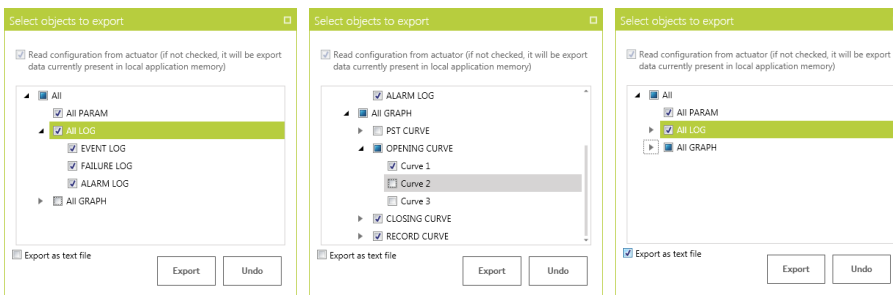 Select objects to export
Read configuration from actuator (if not checked, it will be export
data currently present in local application memory)
All
All PARAM
All LOG
EVENT LOG
FAILURE LOG
ALARM LOG
All GRAPH
Export as text file
Export
Undo
Select objects to export
Read configuration from actuator (if not checked, it will be export
data currently present in local application memory)
ALARM LOG
All GRAPH
PST CURVE
OPENING CURVE
Curve 1
Curve 2
Curve 3
CLOSING CURVE
RECORD CURVE
Export as text file
Export
Undo
Select objects to export
Read configuration from actuator (if not checked, it will be export
data currently present in local application memory)
All
All PARAM
All LOG
All GRAPH
Export as text file
Export
Undo